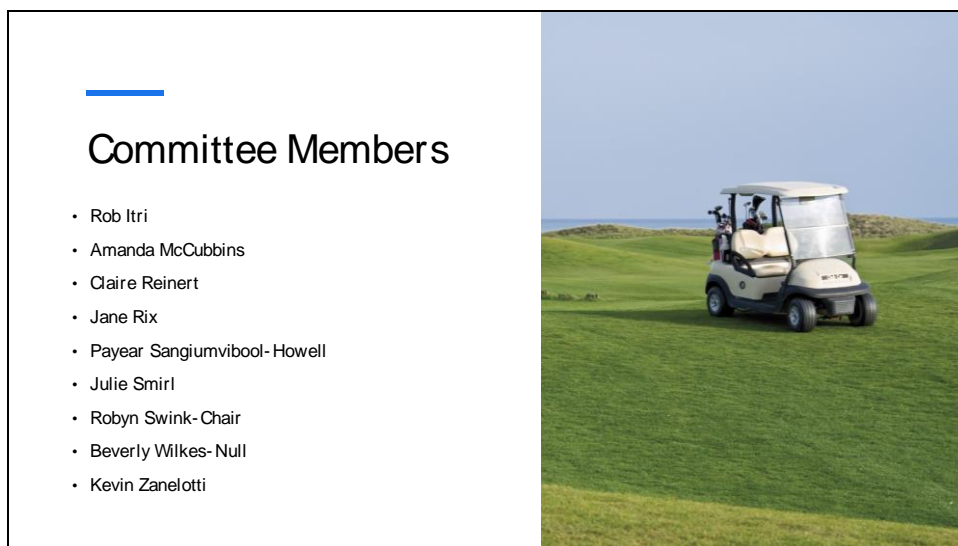 Committee Members
• Rob Itri
• Amanda McCubbins
• Claire Reinert
• Jane Rix
• Payear Sangiumvibool-Howell
• Julie Smirl
• Robyn Swink-Chair
• Beverly Wilkes-Null
• Kevin Zanelotti